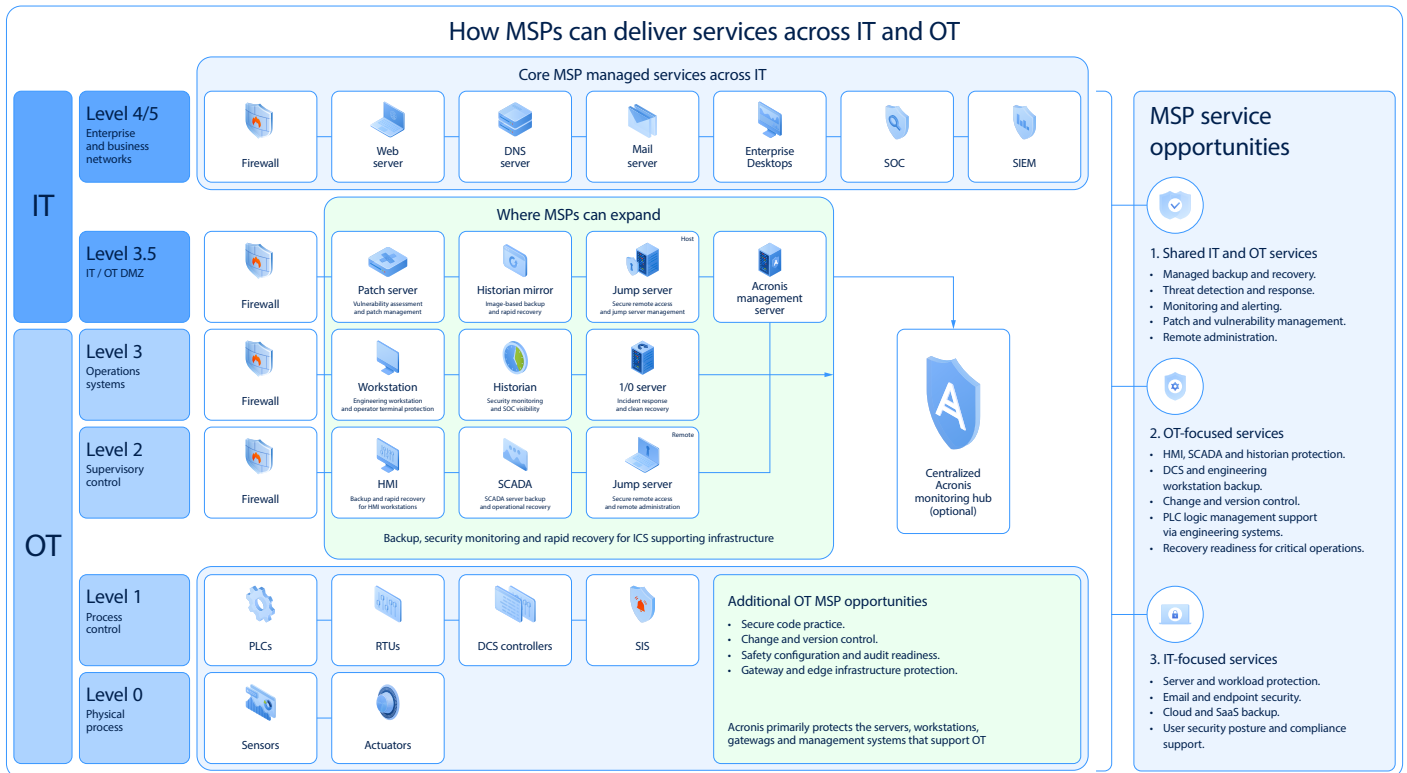 How MSPs can deliver services across IT and OT
Core MSP managed services across IT
IT
Level 4/5
Enterprise
and business
networks
Firewall
Web
server
DNS
server
Mail
server
Enterprise
Desktops
SOC
SIEM
Where MSPs can expand
Level 3.5
IT / OT DMZ
Firewall
Patch server
Vulnerability assessment
and patch management
Historian mirror
Image-based backup
and rapid recovery
Host
Jump server
Secure remote access
and jump server management
Acronis
management
server
OT
Level 3
Operations
systems
Firewall
Workstation
Engineering workstation
and operator terminal protection
Historian
Security monitoring
and SOC visibility
1/0 server
Incident response
and clean recovery
Level 2
Supervisory
control
Firewall
HMI
Backup and rapid recovery
for HMI workstations
SCADA
SCADA server backup
and operational recovery
Remote
Jump server
Secure remote access
and remote administration
Backup, security monitoring and rapid recovery for ICS supporting infrastructure
Centralized
Acronis
monitoring hub
(optional)
Level 1
Process
control
PLCs
RTUs
DCS controllers
SIS
Level 0
Physical
process
Sensors
Actuators
Additional OT MSP opportunities
• Secure code practice.
• Change and version control.
• Safety configuration and audit readiness.
• Gateway and edge infrastructure protection.
Acronis primarily protects the servers, workstations,
gatewags and management systems that support OT
MSP service
opportunities
1. Shared IT and OT services
• Managed backup and recovery.
• Threat detection and response.
• Monitoring and alerting.
• Patch and vulnerability management.
• Remote administration.
2. OT-focused services
• HMI, SCADA and historian protection.
• DCS and engineering
workstation backup.
• Change and version control.
• PLC logic management support
via engineering systems.
• Recovery readiness for critical operations.
3. IT-focused services
• Server and workload protection.
• Email and endpoint security.
• Cloud and SaaS backup.
• User security posture and compliance
support.